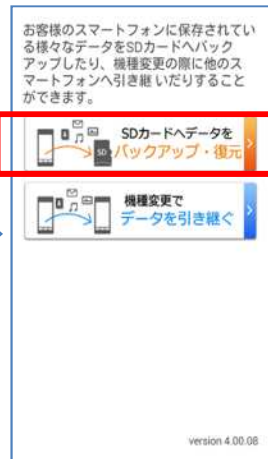 お客様のスマートフォンに保存されてい
る様々なデータをSDカードへバック
アップしたり、機種変更の際に他のス
マートフォンへ引き継いだりすること
ができます。
SDカードへデータを
SD
バックアップ・復元
機種変更で
データを引き継ぐ
version 4.00.08